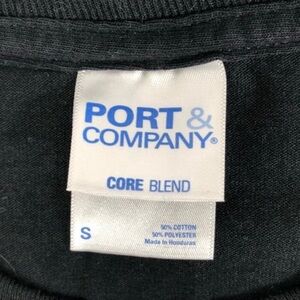 PORT &
COMPANY®
CORE BLEND
S
50% COTTON
50% POLYESTER
Made In Honduras